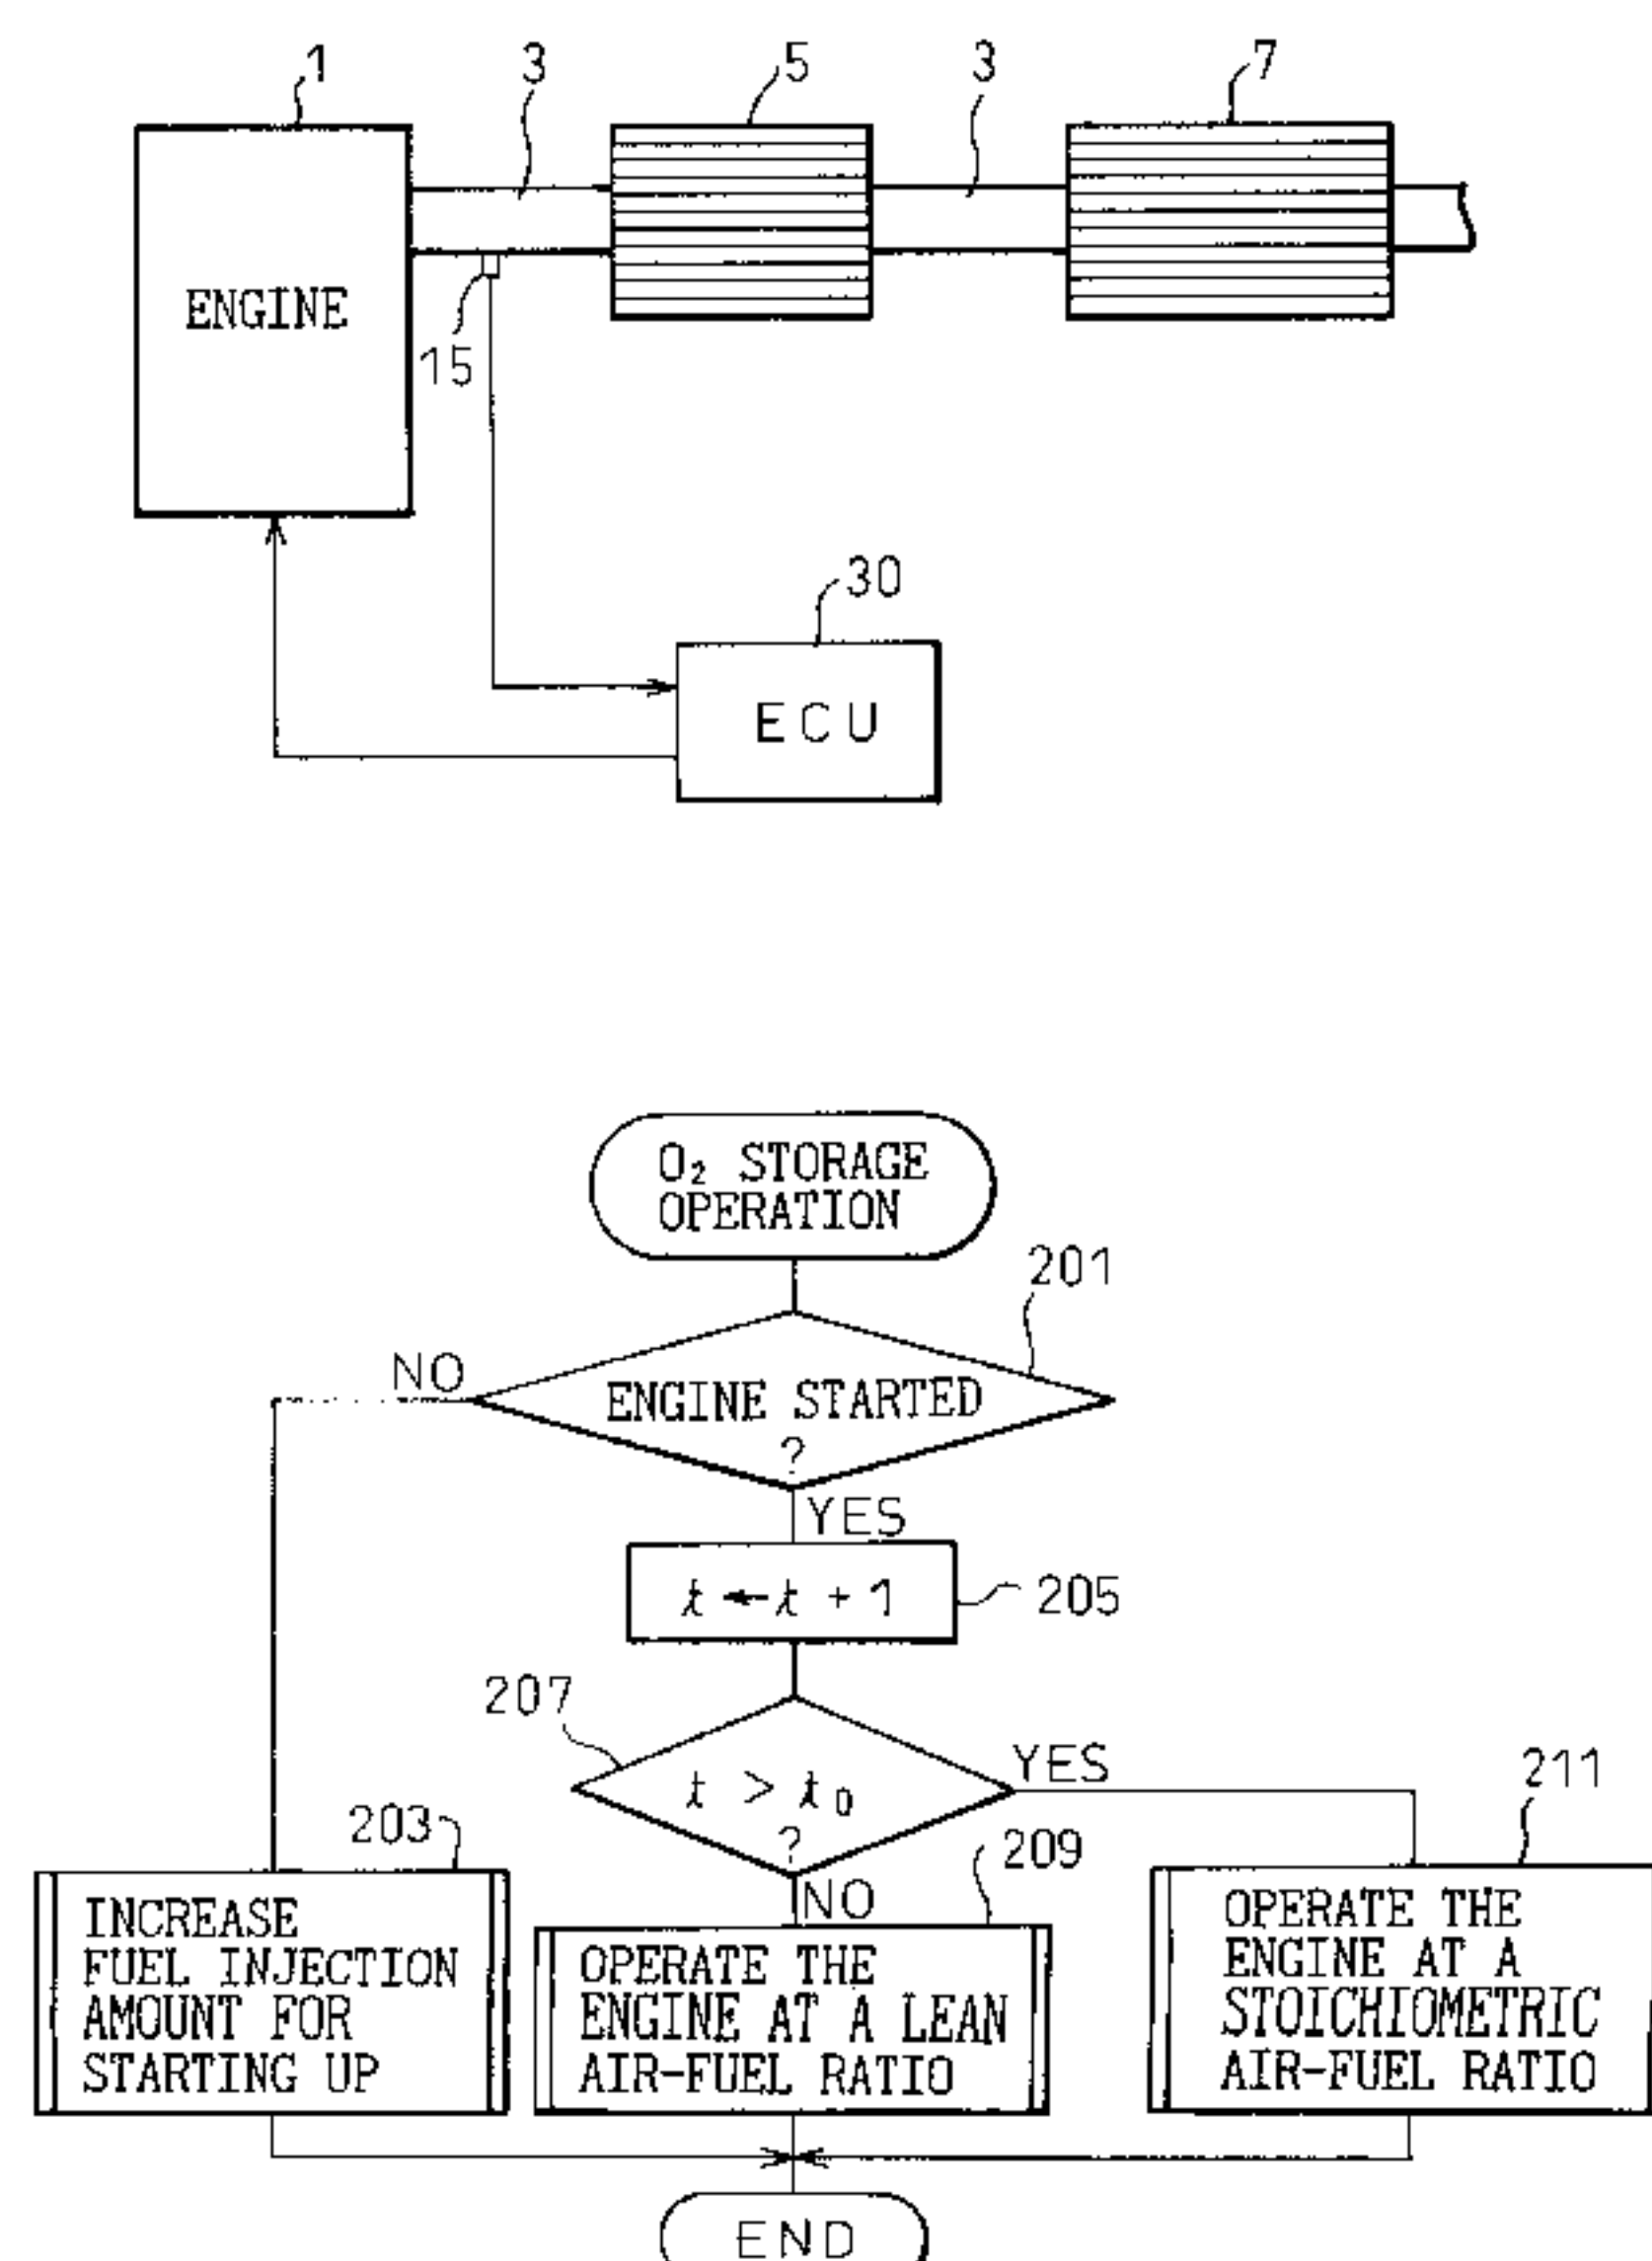 1
3
5
3
7
ENGINE
15
30
ECU
O₂ STORAGE
OPERATION
201
NO
ENGINE STARTED
?
YES
t ← t + 1
205
207
t > t₀
?
YES
211
203
209
NO
INCREASE
FUEL INJECTION
AMOUNT FOR
STARTING UP
OPERATE THE
ENGINE AT A LEAN
AIR-FUEL RATIO
OPERATE THE
ENGINE AT A
STOICHIOMETRIC
AIR-FUEL RATIO
END